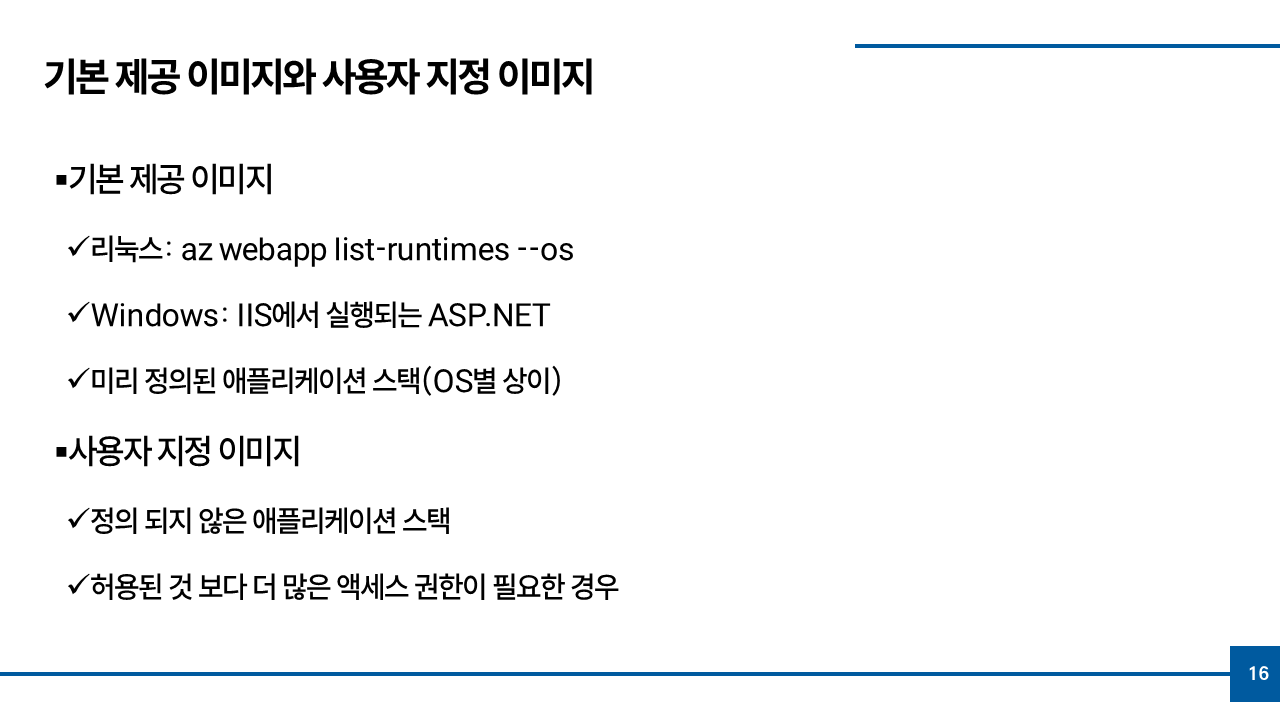 기본 제공 이미지와 사용자 지정 이미지
▪기본 제공 이미지
✓리눅스: az webapp list-runtimes --os
✓Windows: IIS에서 실행되는 ASP.NET
✓미리 정의된 애플리케이션 스택(OS별 상이)
▪사용자 지정 이미지
✓정의 되지 않은 애플리케이션 스택
✓허용된 것 보다 더 많은 액세스 권한이 필요한 경우
16